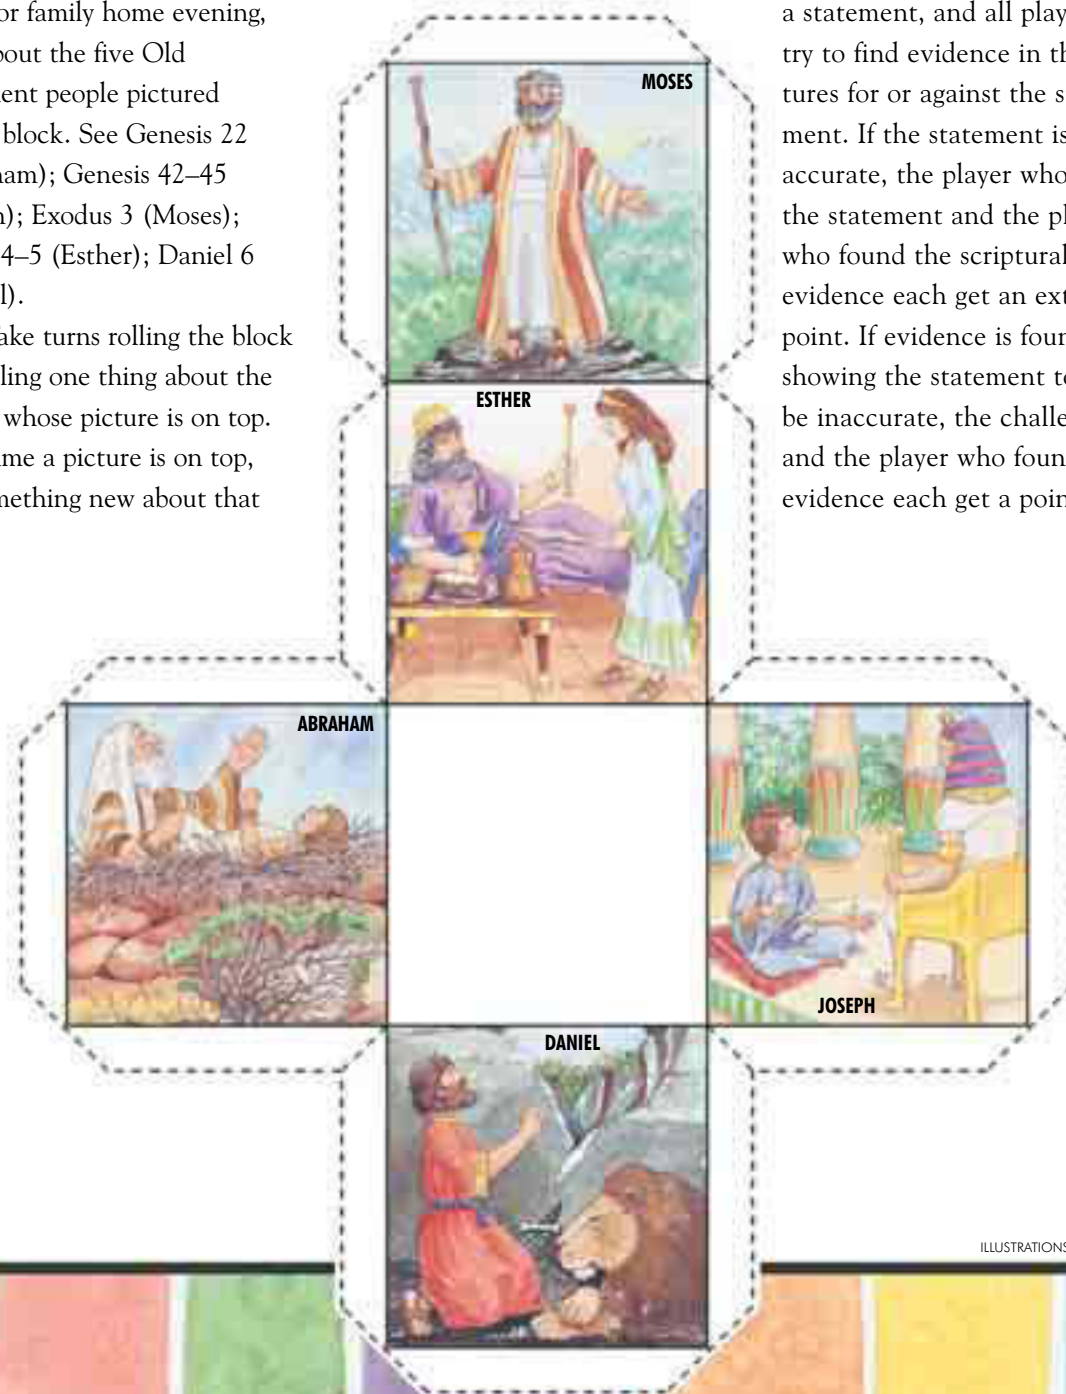 or family home evening,
bout the five Old
ent people pictured
block. See Genesis 22
am); Genesis 42–45
); Exodus 3 (Moses);
4–5 (Esther); Daniel 6
l).
ake turns rolling the block
ling one thing about the
whose picture is on top.
me a picture is on top,
mething new about that
a statement, and all play
try to find evidence in th
tures for or against the s
ment. If the statement is
accurate, the player who
the statement and the pl
who found the scriptural
evidence each get an ext
point. If evidence is foun
showing the statement to
be inaccurate, the challe
and the player who foun
evidence each get a poin
MOSES
ESTHER
ABRAHAM
JOSEPH
DANIEL
ILLUSTRATIONS